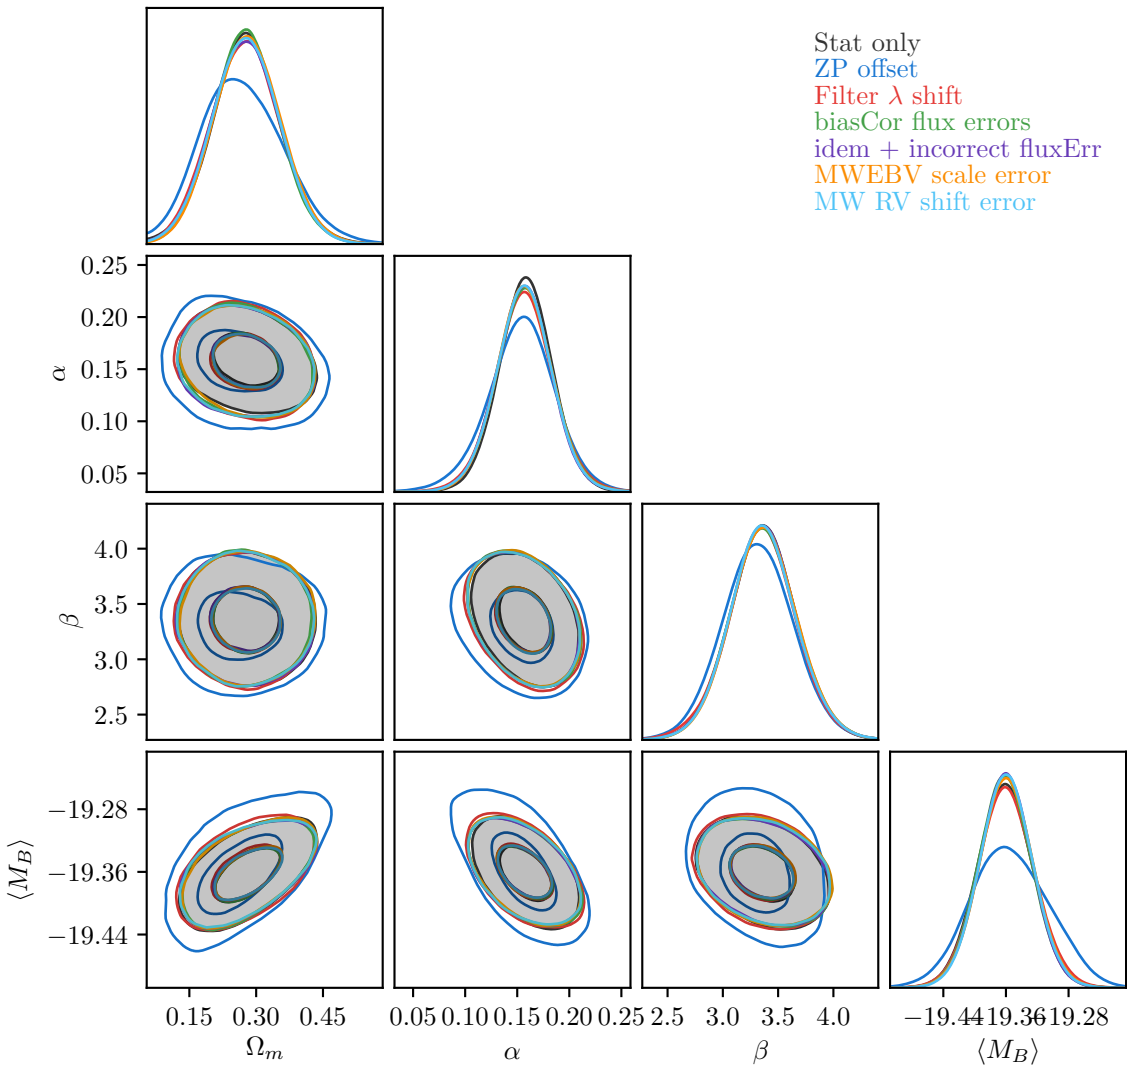 Stat only
ZP offset
Filter λ shift
biasCor flux errors
idem + incorrect fluxErr
MWEBV scale error
MW RV shift error
0.25
0.20
0.15
0.10
0.05
α
4.0
3.5
3.0
2.5
β
−19.28
−19.36
−19.44
⟨M_B⟩
0.15 0.30 0.45
0.05 0.10 0.15 0.20 0.25
2.5 3.0 3.5 4.0
−19.44 −19.36 −19.28
Ω_m α β ⟨M_B⟩